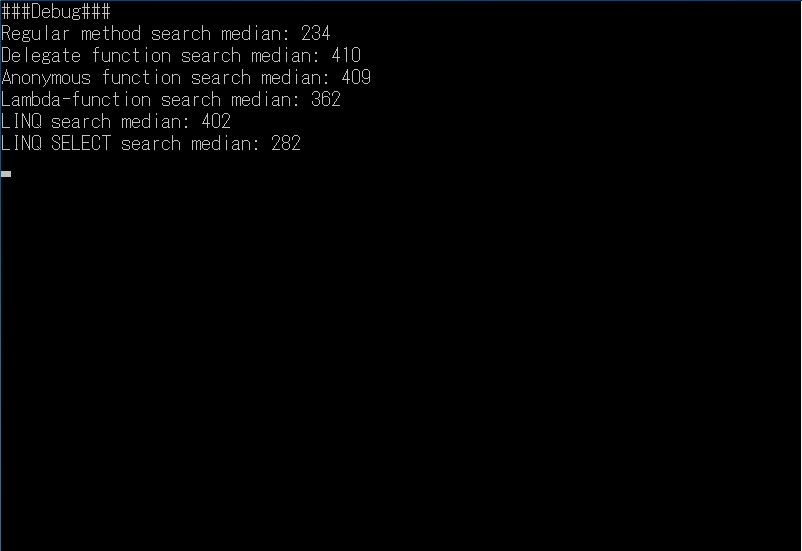 ###Debug###
Regular method search median: 234
Delegate function search median: 410
Anonymous function search median: 409
Lambda-function search median: 362
LINQ search median: 402
LINQ SELECT search median: 282